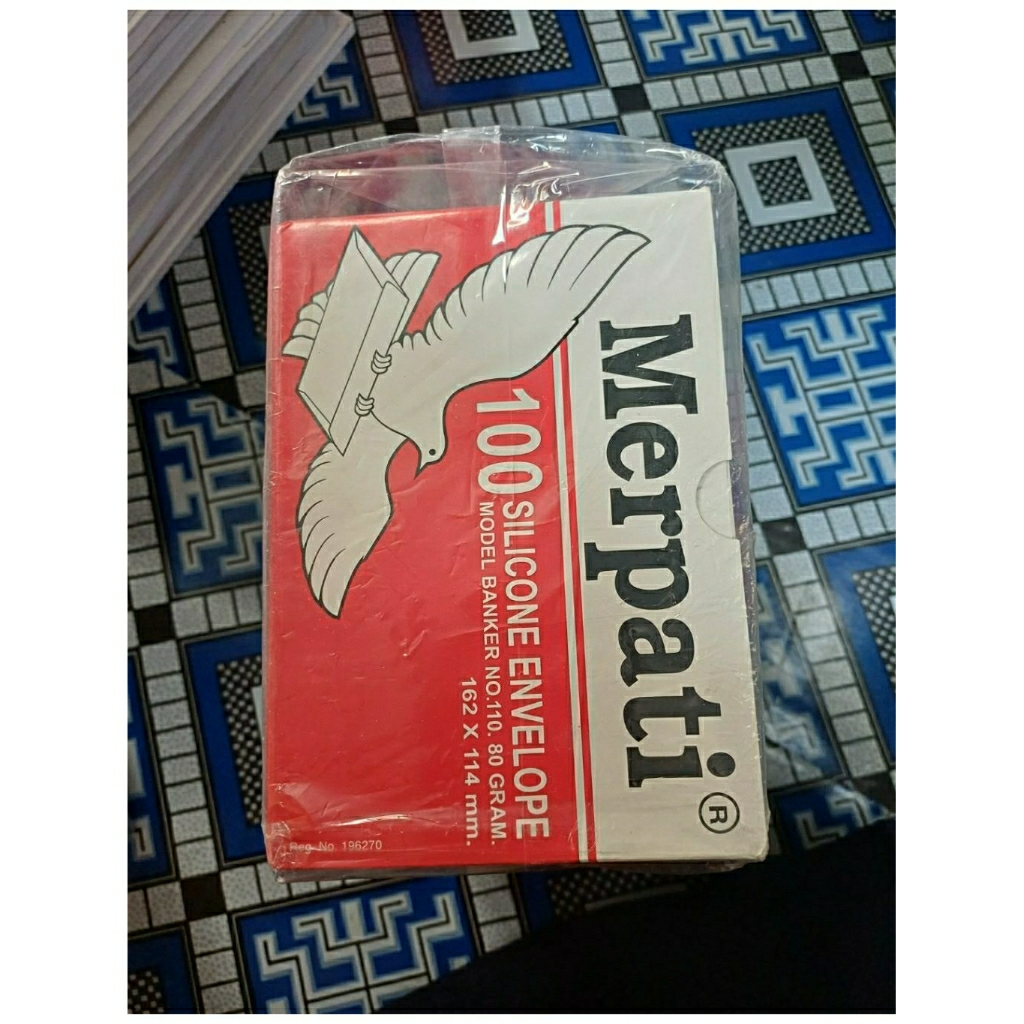 Merpati®
100 SILICONE ENVELOPE
MODEL BANKER NO.110. 80 GRAM.
162 X 114 mm.
Reg. No. 196270